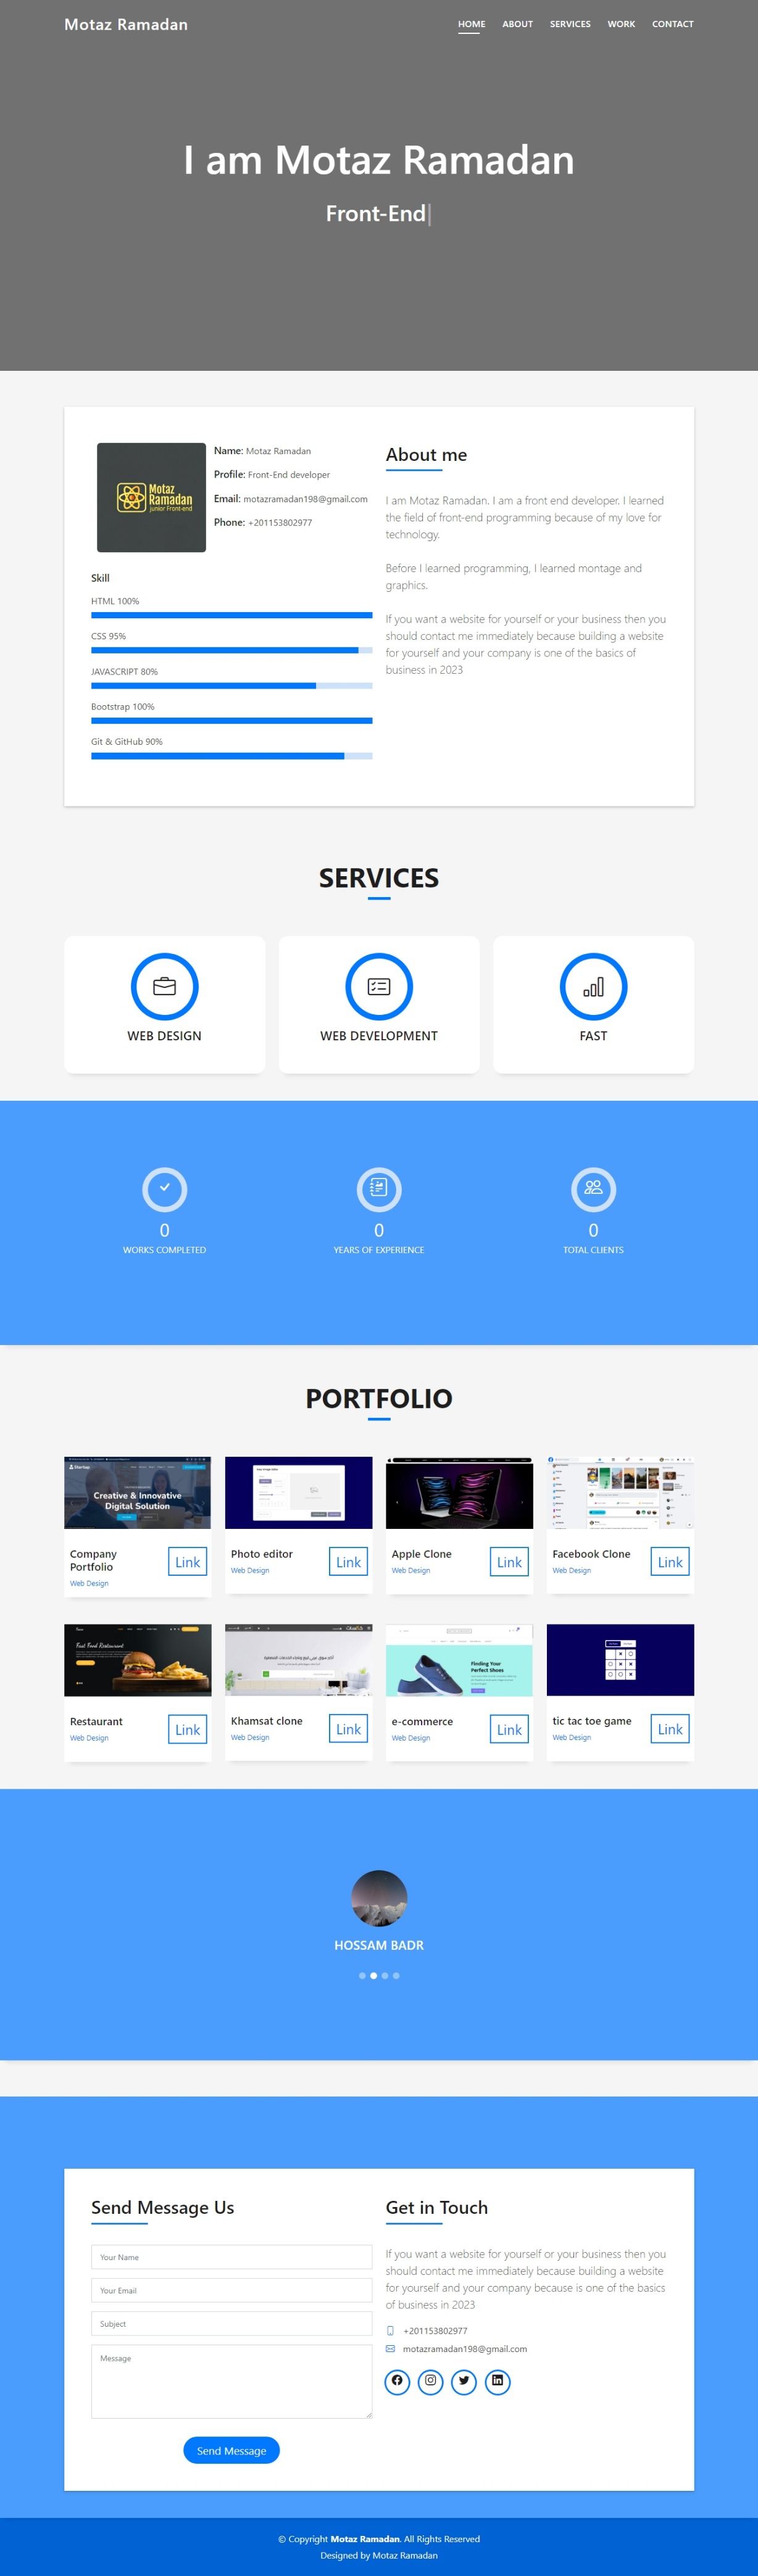 Motaz Ramadan
HOME ABOUT SERVICES WORK CONTACT
I am Motaz Ramadan
Front-End|
Motaz
Ramadan
Junior Front-end
Name: Motaz Ramadan
Profile: Front-End developer
Email: motazramadan198@gmail.com
Phone: +201153802977
Skill
HTML 100%
CSS 95%
JAVASCRIPT 80%
Bootstrap 100%
Git & GitHub 90%
About me
I am Motaz Ramadan. I am a front end developer. I learned
the field of front-end programming because of my love for
technology.
Before I learned programming, I learned montage and
graphics.
If you want a website for yourself or your business then you
should contact me immediately because building a website
for yourself and your company is one of the basics of
business in 2023
SERVICES
WEB DESIGN
WEB DEVELOPMENT
FAST
0
WORKS COMPLETED
0
YEARS OF EXPERIENCE
0
TOTAL CLIENTS
PORTFOLIO
Startup
Creative & Innovative
Digital Solution
Company
Portfolio
Web Design
Link
Photo editor
Web Design
Link
Apple Clone
Web Design
Link
Facebook Clone
Web Design
Link
Fast Food Restaurant
Restaurant
Web Design
Link
Khamsat clone
Web Design
Link
Finding Your
Perfect Shoes
e-commerce
Web Design
Link
tic tac toe game
Web Design
Link
HOSSAM BADR
Send Message Us
Your Name
Your Email
Subject
Message
Send Message
Get in Touch
If you want a website for yourself or your business then you
should contact me immediately because building a website
for yourself and your company because is one of the basics
of business in 2023
+201153802977
motazramadan198@gmail.com
© Copyright Motaz Ramadan. All Rights Reserved
Designed by Motaz Ramadan